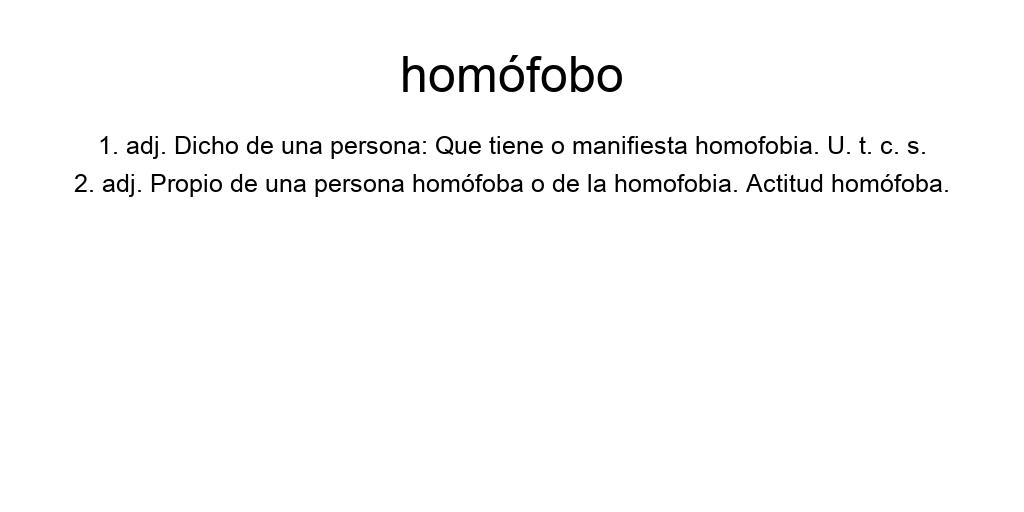 homófobo
1. adj. Dicho de una persona: Que tiene o manifiesta homofobia. U. t. c. s.
2. adj. Propio de una persona homófoba o de la homofobia. Actitud homófoba.